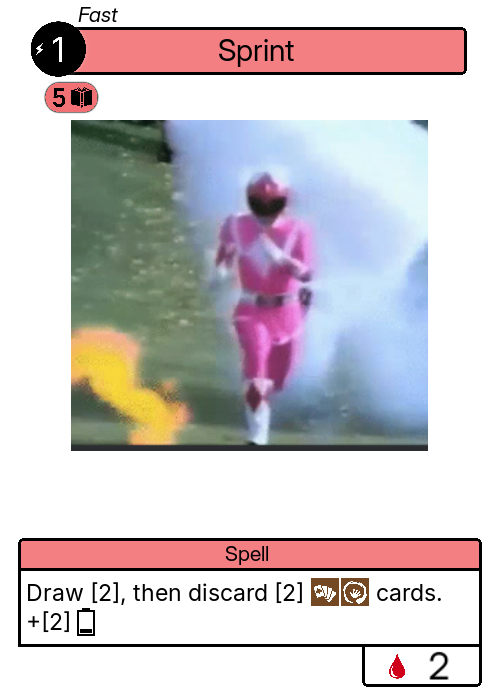 Fast
1
Sprint
5
Spell
Draw [2], then discard [2] cards.
+[2]
2